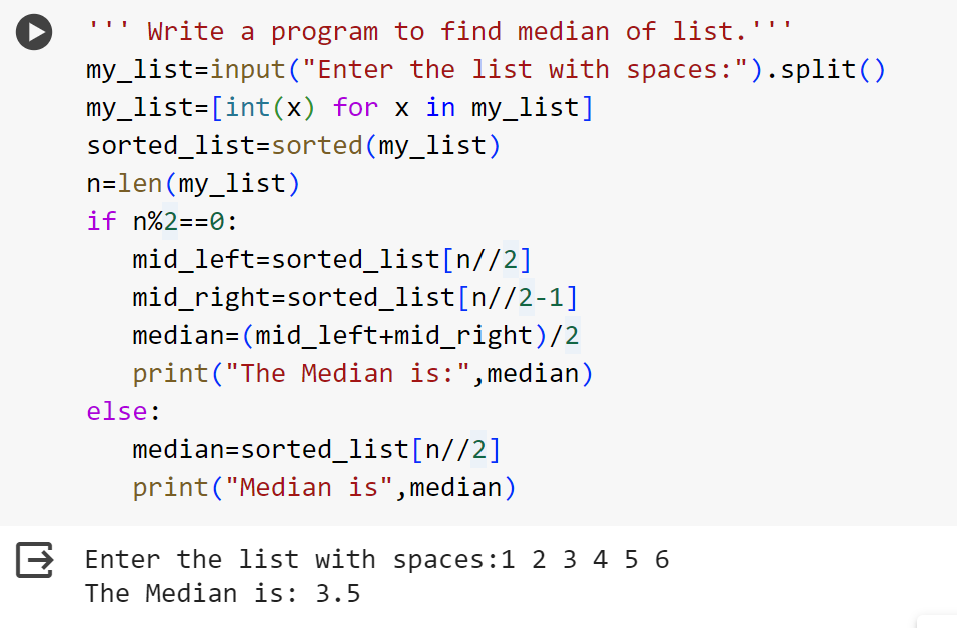 ''' Write a program to find median of list.'''
my_list=input("Enter the list with spaces:").split()
my_list=[int(x) for x in my_list]
sorted_list=sorted(my_list)
n=len(my_list)
if n%2==0:
   mid_left=sorted_list[n//2]
   mid_right=sorted_list[n//2-1]
   median=(mid_left+mid_right)/2
   print("The Median is:",median)
else:
   median=sorted_list[n//2]
   print("Median is",median)
Enter the list with spaces:1 2 3 4 5 6
The Median is: 3.5